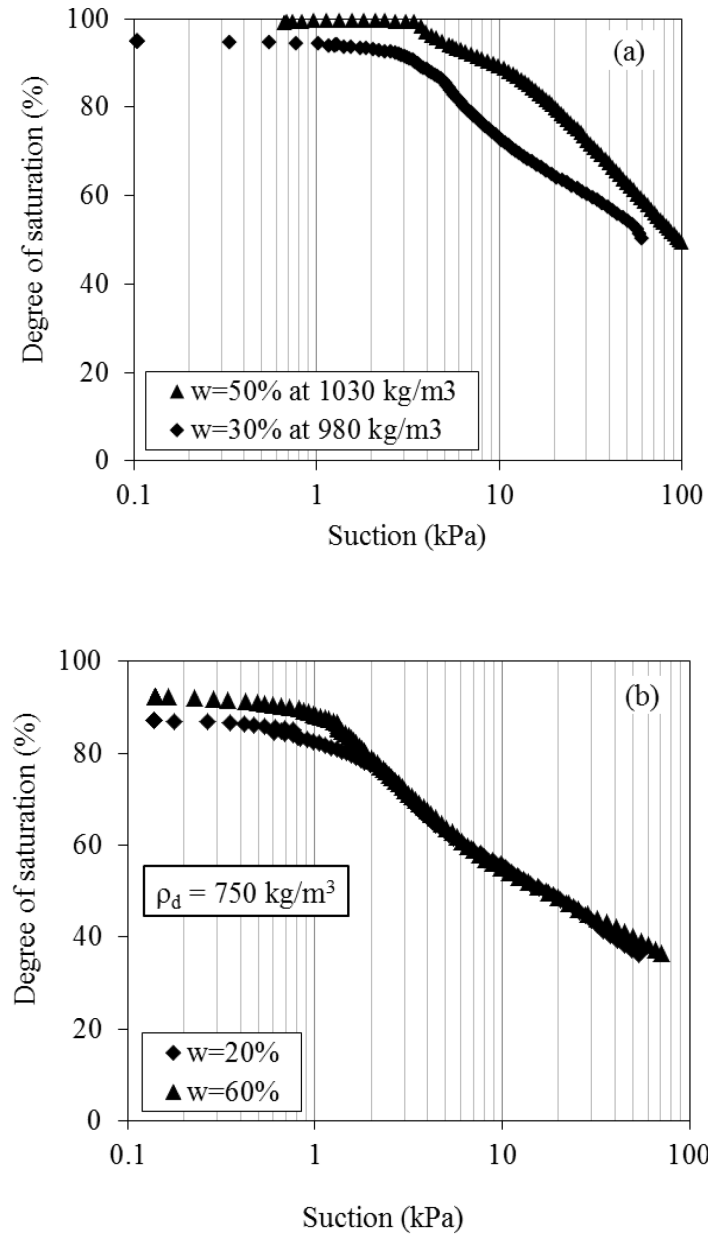 100
(a)
80
60
40
20
0
Degree of saturation (%)
w=50% at 1030 kg/m3
w=30% at 980 kg/m3
0.1 1 10 100
Suction (kPa)
100
(b)
80
60
40
20
0
Degree of saturation (%)
ρd = 750 kg/m³
w=20%
w=60%
0.1 1 10 100
Suction (kPa)